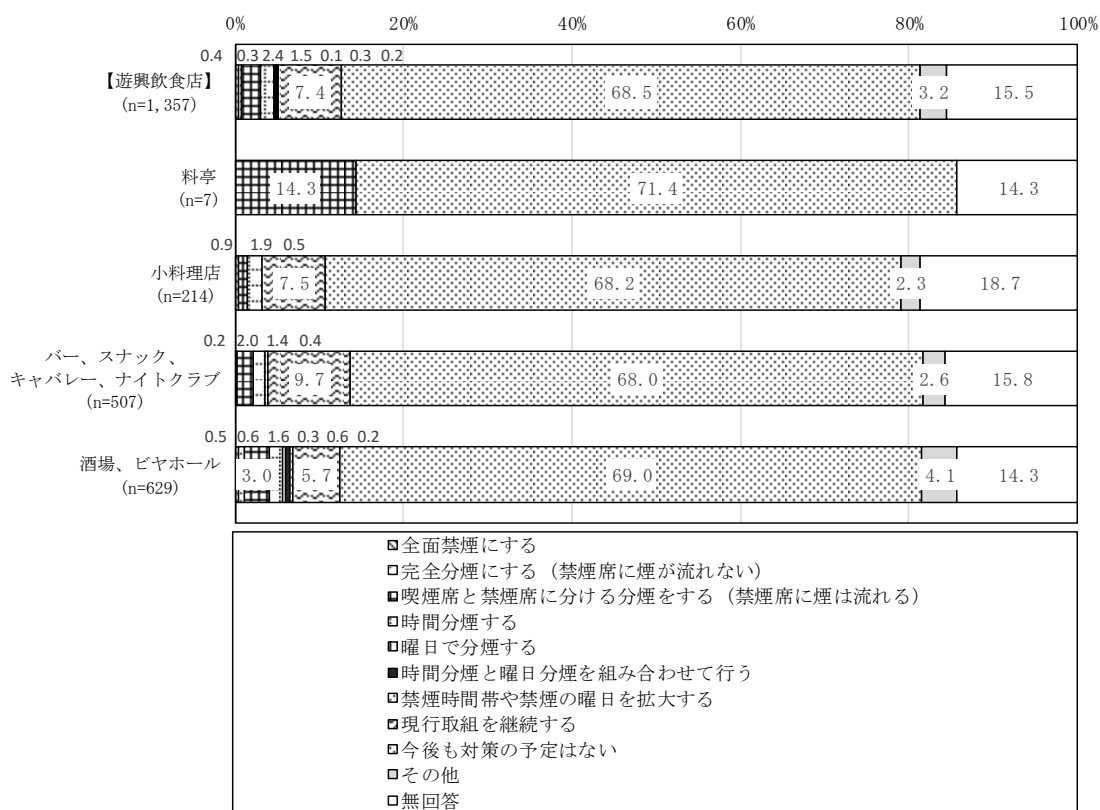 0% 20% 40% 60% 80% 100%
0.4 0.3 2.4 1.5 0.1 0.3 0.2
【遊興飲食店】
(n=1,357)
7.4 68.5 3.2 15.5
料亭
(n=7)
14.3 71.4 14.3
0.9 1.9 0.5
小料理店
(n=214)
7.5 68.2 2.3 18.7
0.2 2.0 1.4 0.4
バー、スナック、
キャバレー、ナイトクラブ
(n=507)
9.7 68.0 2.6 15.8
0.5 0.6 1.6 0.3 0.6 0.2
酒場、ビヤホール
(n=629)
3.0 5.7 69.0 4.1 14.3
全面禁煙にする
完全分煙にする（禁煙席に煙が流れない）
喫煙席と禁煙席に分ける分煙をする（禁煙席に煙は流れる）
時間分煙する
曜日で分煙する
時間分煙と曜日分煙を組み合わせて行う
禁煙時間帯や禁煙の曜日を拡大する
現行取組を継続する
今後も対策の予定はない
その他
無回答